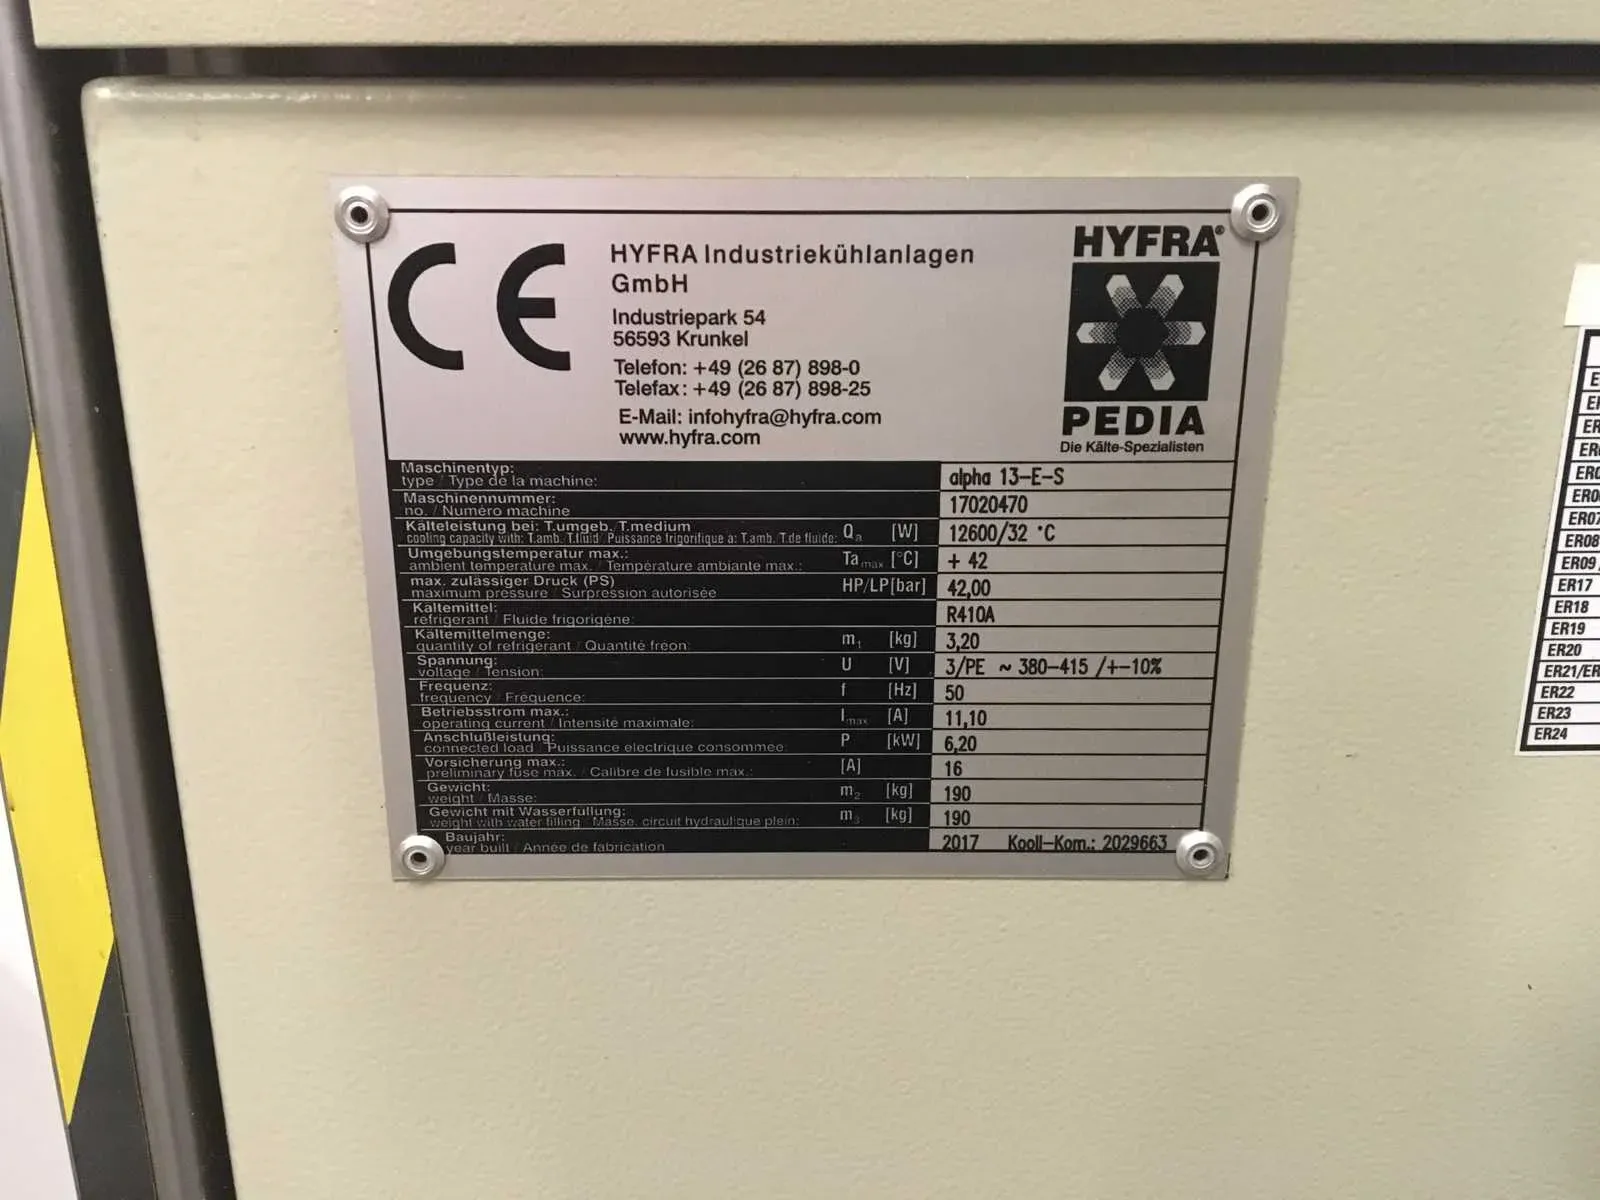 CE
HYFRA Industriekühlanlagen
GmbH
Industriepark 54
56593 Krunkel
Telefon: +49 (26 87) 898-0
Telefax: +49 (26 87) 898-25
E-Mail: infohyfra@hyfra.com
www.hyfra.com
HYFRA®
PEDIA
Die Kälte-Spezialisten
Maschinentyp:
type / Type de la machine: alpha 13-E-S
Maschinennummer:
no. / Numéro machine 17020470
Kälteleistung bei: T.umgeb./T.medium
cooling capacity with: T.amb. T.fluid / Puissance frigorifique à: T.amb. T.de fluide: Qa [W] 12600/32 °C
Umgebungstemperatur max.:
ambient temperature max. / Température ambiante max.: Ta max [°C] + 42
max. zulässiger Druck (PS)
maximum pressure / Surpression autorisée HP/LP[bar] 42,00
Kältemittel:
refrigerant / Fluide frigorigéne: R410A
Kältemittelmenge:
quantity of refrigerant / Quantité fréon: m1 [kg] 3,20
Spannung:
voltage / Tension: U [V] 3/PE ~ 380-415 /+-10%
Frequenz:
frequency / Fréquence: f [Hz] 50
Betriebsstrom max.:
operating current / Intensité maximale: Imax [A] 11,10
Anschlußleistung:
connected load / Puissance electrique consommée: P [kW] 6,20
Vorsicherung max.:
preliminary fuse max. / Calibre de fusible max.: [A] 16
Gewicht:
weight / Masse: m2 [kg] 190
Gewicht mit Wasserfüllung:
weight with water filling / Masse. circuit hydraulique plein: m3 [kg] 190
Baujahr:
year built / Année de fabrication 2017 Kooll-Kom.: 2029663
ER17
ER18
ER19
ER20
ER21/ER
ER22
ER23
ER24